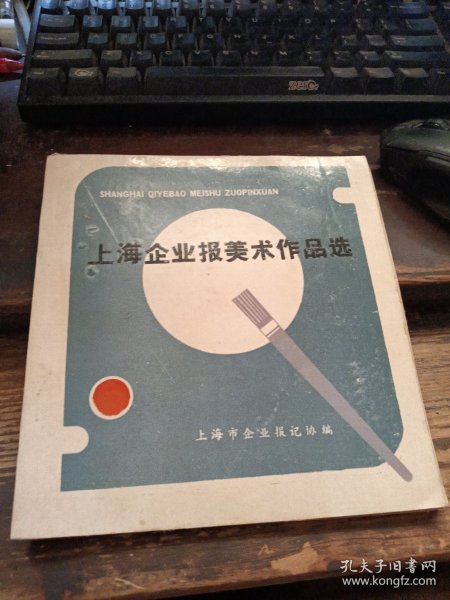 zero
SHANGHAI QIYEBAO MEISHU ZUOPINXUAN
上海企业报美术作品选
上海市企业报记协编
孔夫子旧书网
www.kongfz.com